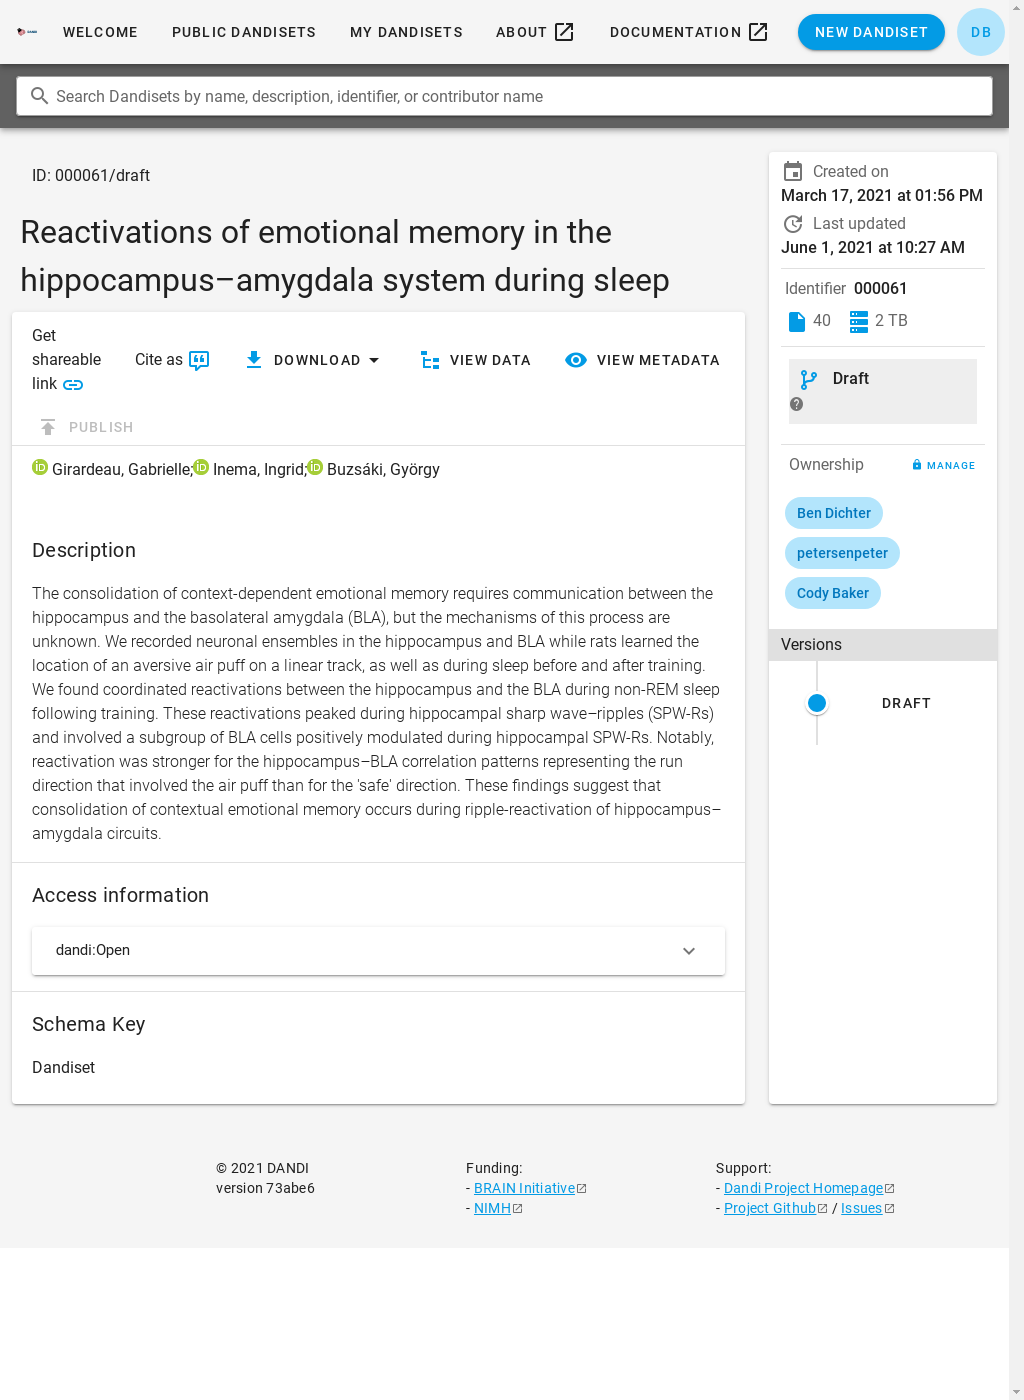 WELCOME PUBLIC DANDISETS MY DANDISETS ABOUT DOCUMENTATION NEW DANDISET DB
Search Dandisets by name, description, identifier, or contributor name
ID: 000061/draft
Reactivations of emotional memory in the
hippocampus–amygdala system during sleep
Get
shareable
link
Cite as
DOWNLOAD
VIEW DATA
VIEW METADATA
PUBLISH
Girardeau, Gabrielle; Inema, Ingrid; Buzsáki, György
Description
The consolidation of context-dependent emotional memory requires communication between the
hippocampus and the basolateral amygdala (BLA), but the mechanisms of this process are
unknown. We recorded neuronal ensembles in the hippocampus and BLA while rats learned the
location of an aversive air puff on a linear track, as well as during sleep before and after training.
We found coordinated reactivations between the hippocampus and the BLA during non-REM sleep
following training. These reactivations peaked during hippocampal sharp wave–ripples (SPW-Rs)
and involved a subgroup of BLA cells positively modulated during hippocampal SPW-Rs. Notably,
reactivation was stronger for the hippocampus–BLA correlation patterns representing the run
direction that involved the air puff than for the 'safe' direction. These findings suggest that
consolidation of contextual emotional memory occurs during ripple-reactivation of hippocampus–
amygdala circuits.
Access information
dandi:Open
Schema Key
Dandiset
Created on
March 17, 2021 at 01:56 PM
Last updated
June 1, 2021 at 10:27 AM
Identifier 000061
40 2 TB
Draft
Ownership MANAGE
Ben Dichter
petersenpeter
Cody Baker
Versions
DRAFT
© 2021 DANDI
version 73abe6
Funding:
- BRAIN Initiative
- NIMH
Support:
- Dandi Project Homepage
- Project Github / Issues